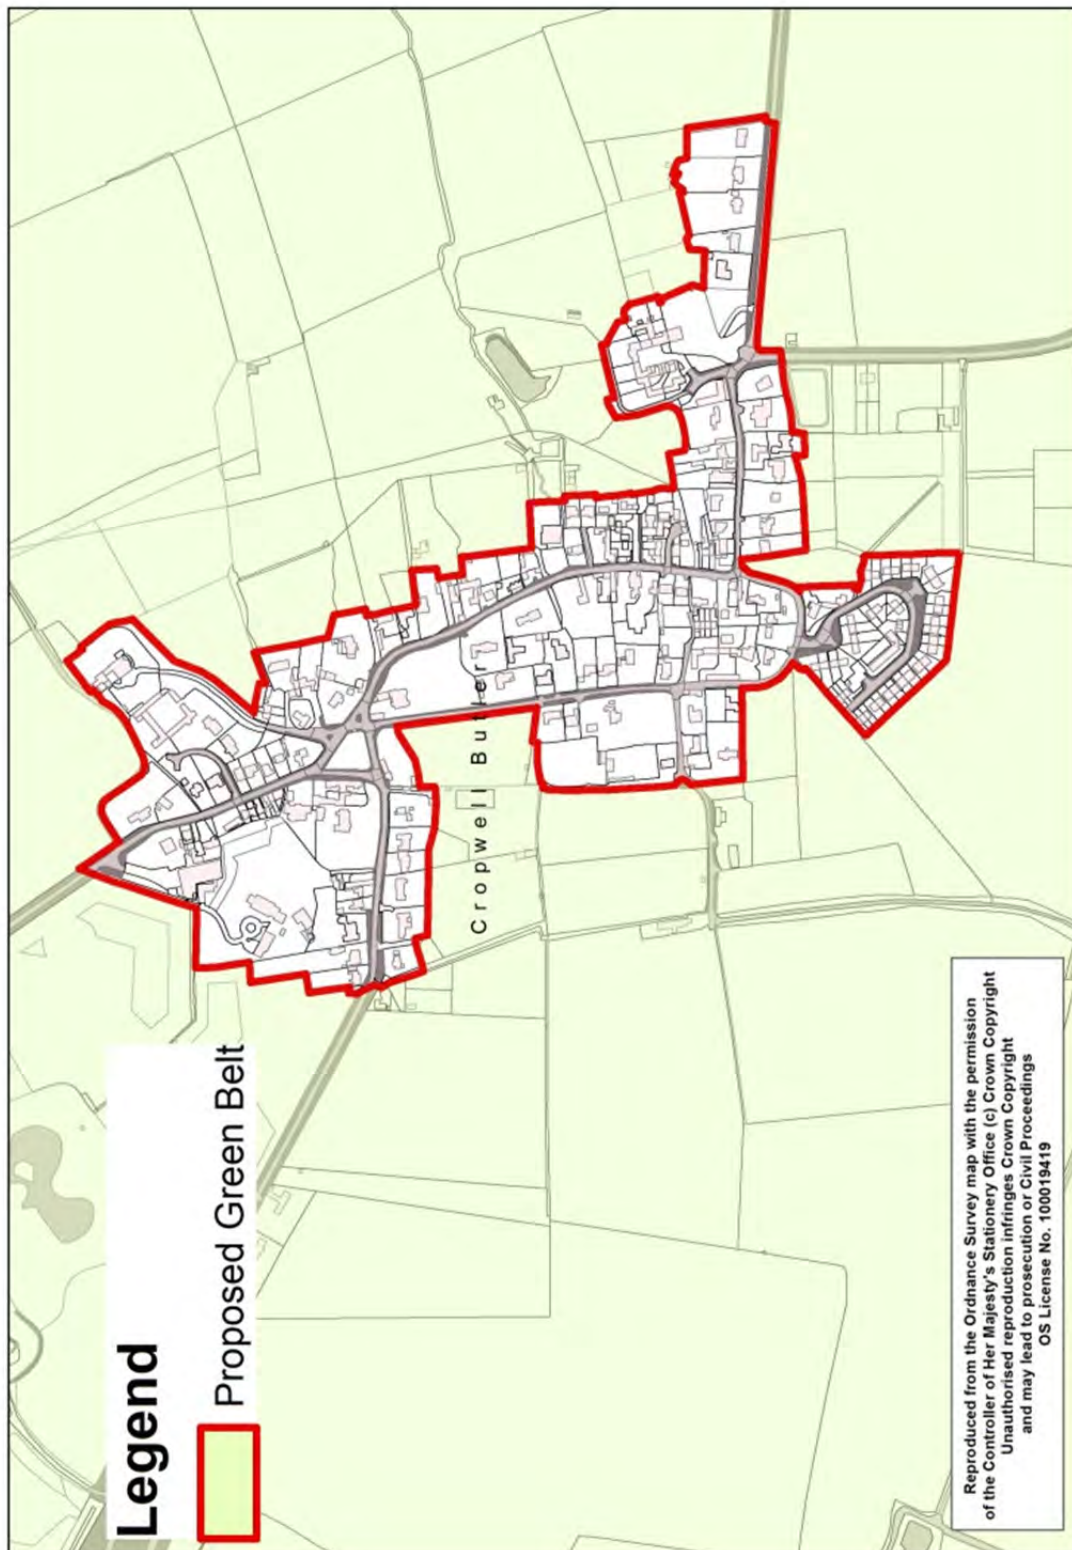 Legend
Proposed Green Belt
Cropwell Butler
Reproduced from the Ordnance Survey map with the permission
of the Controller of Her Majesty's Stationery Office (c) Crown Copyright
Unauthorised reproduction infringes Crown Copyright
and may lead to prosecution or Civil Proceedings
OS License No. 100019419